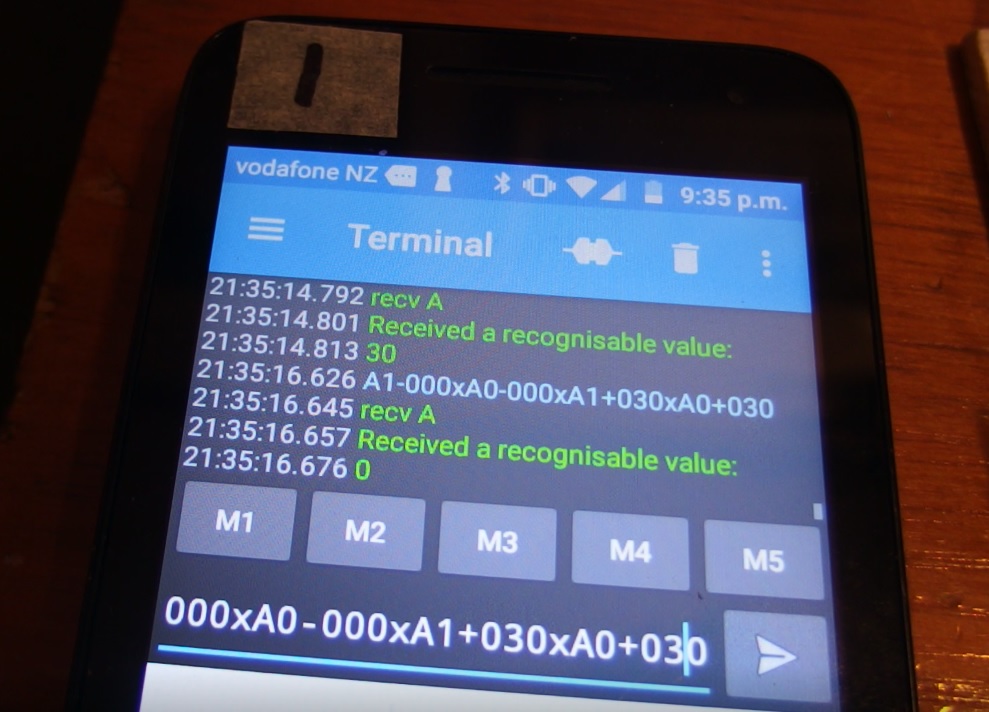 1
vodafone NZ 9:35 p.m.
Terminal
21:35:14.792 recv A
21:35:14.801 Received a recognisable value:
21:35:14.813 30
21:35:16.626 A1-000xA0-000xA1+030xA0+030
21:35:16.645 recv A
21:35:16.657 Received a recognisable value:
21:35:16.676 0
M1 M2 M3 M4 M5
000xA0-000xA1+030xA0+030